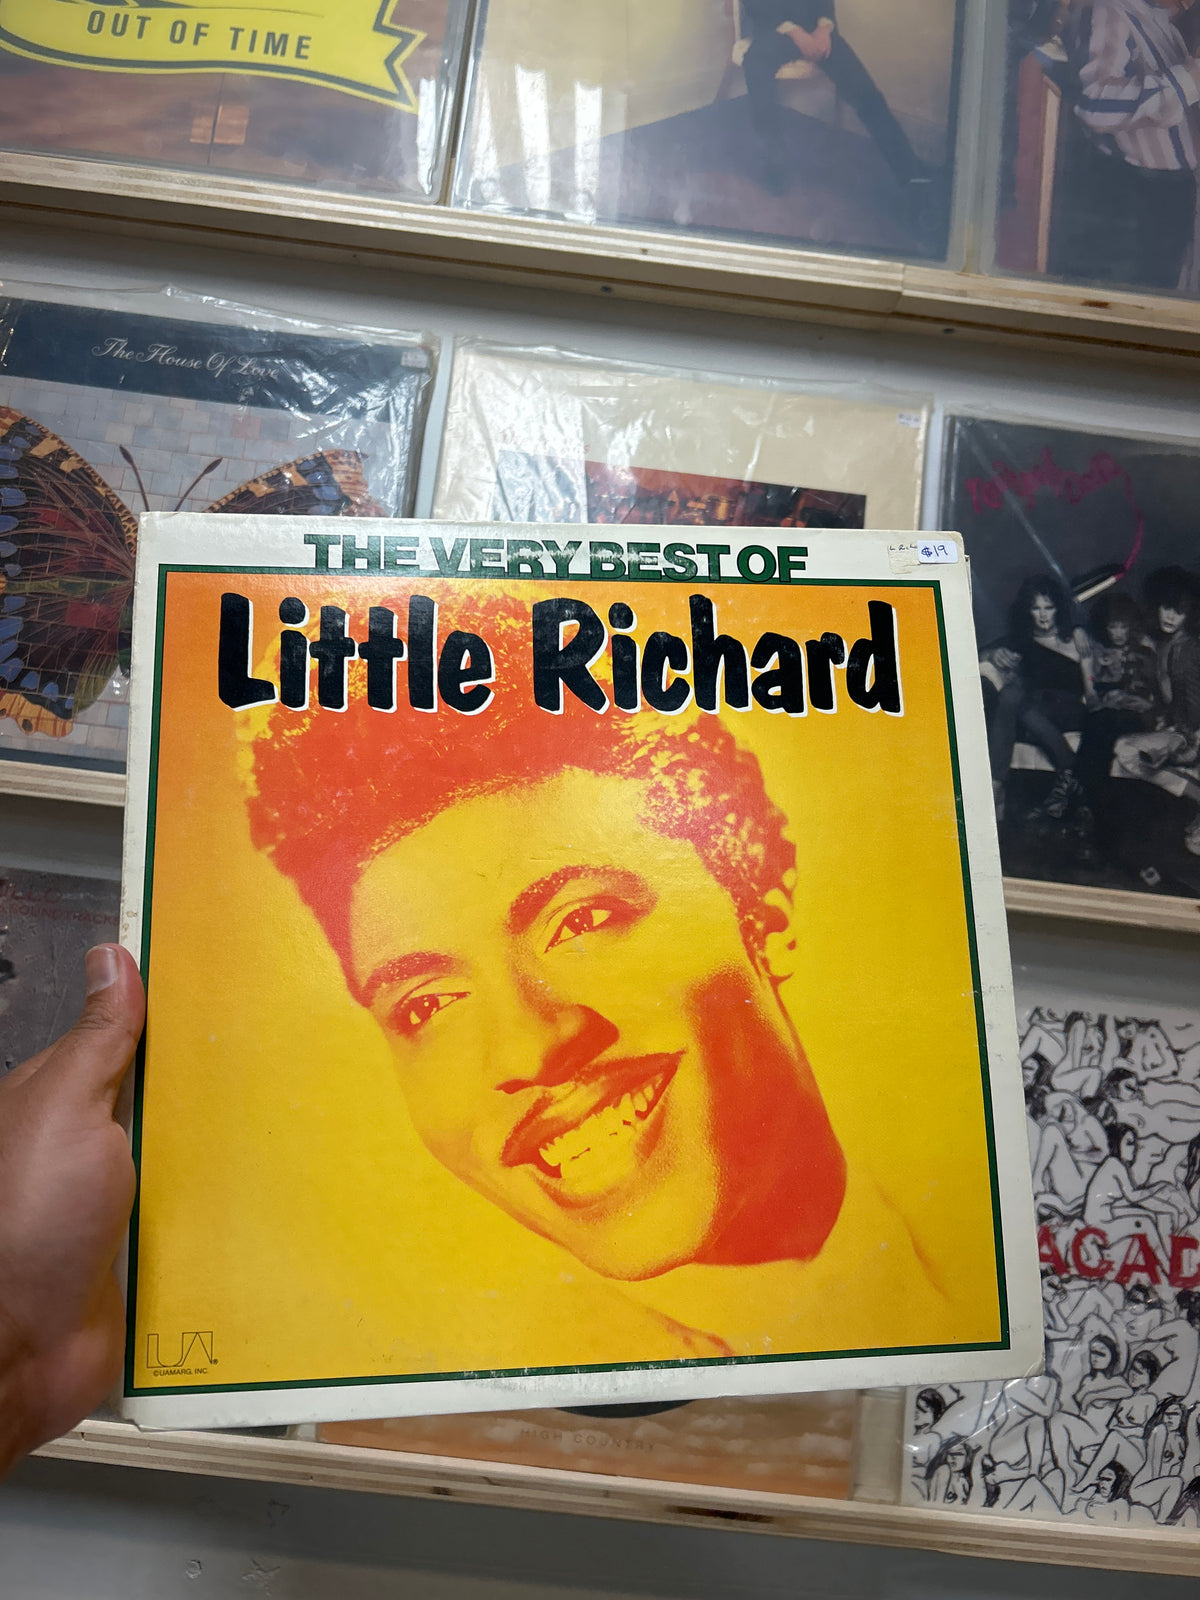 OUT OF TIME
The House Of Love
THE VERY BEST OF
$19
Little Richard
UA®
©UAMARG, INC.
HIGH COUNTRY
ACAD